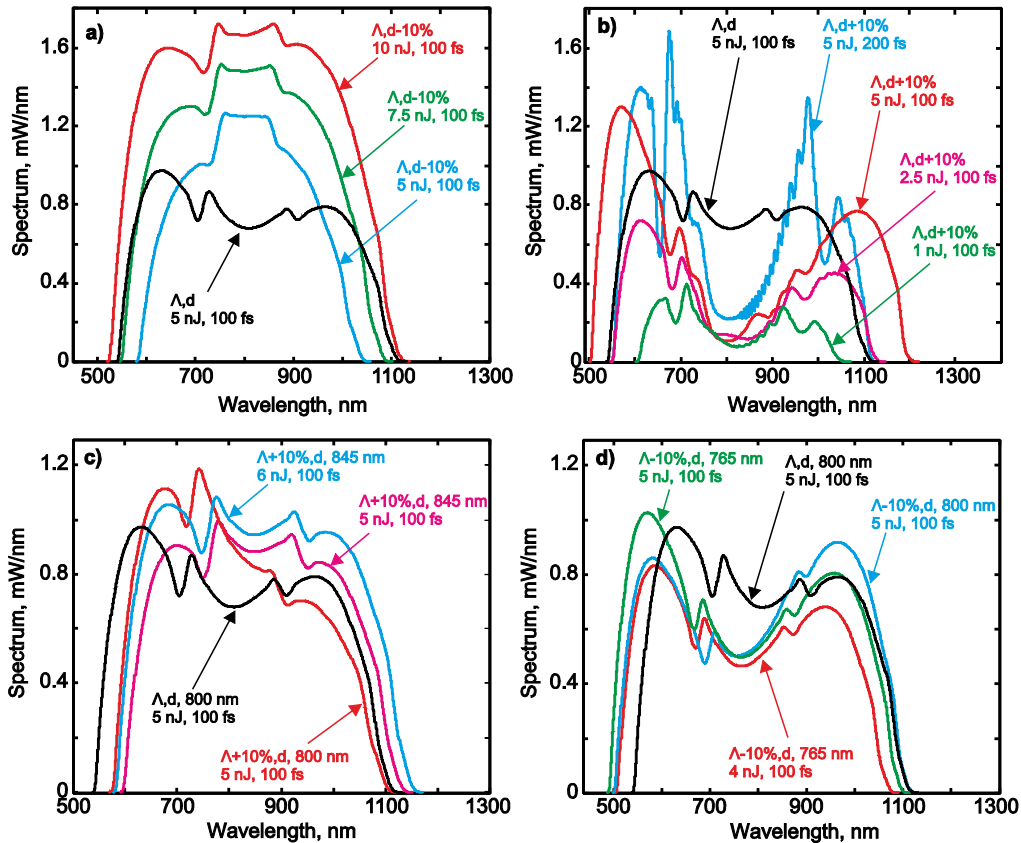 a)
Λ,d-10%
10 nJ, 100 fs
Λ,d-10%
7.5 nJ, 100 fs
Λ,d-10%
5 nJ, 100 fs
Λ,d
5 nJ, 100 fs
1.6
1.2
0.8
0.4
0
Spectrum, mW/nm
500 700 900 1100 1300
Wavelength, nm
b)
Λ,d
5 nJ, 100 fs
Λ,d+10%
5 nJ, 200 fs
Λ,d+10%
5 nJ, 100 fs
Λ,d+10%
2.5 nJ, 100 fs
Λ,d+10%
1 nJ, 100 fs
1.6
1.2
0.8
0.4
0
Spectrum, mW/nm
500 700 900 1100 1300
Wavelength, nm
c)
Λ+10%,d, 845 nm
6 nJ, 100 fs
Λ+10%,d, 845 nm
5 nJ, 100 fs
Λ,d, 800 nm
5 nJ, 100 fs
Λ+10%,d, 800 nm
5 nJ, 100 fs
1.2
0.8
0.4
0
Spectrum, mW/nm
500 700 900 1100 1300
Wavelength, nm
d)
Λ-10%,d, 765 nm
5 nJ, 100 fs
Λ,d, 800 nm
5 nJ, 100 fs
Λ-10%,d, 800 nm
5 nJ, 100 fs
Λ-10%,d, 765 nm
4 nJ, 100 fs
1.2
0.8
0.4
0
Spectrum, mW/nm
500 700 900 1100 1300
Wavelength, nm